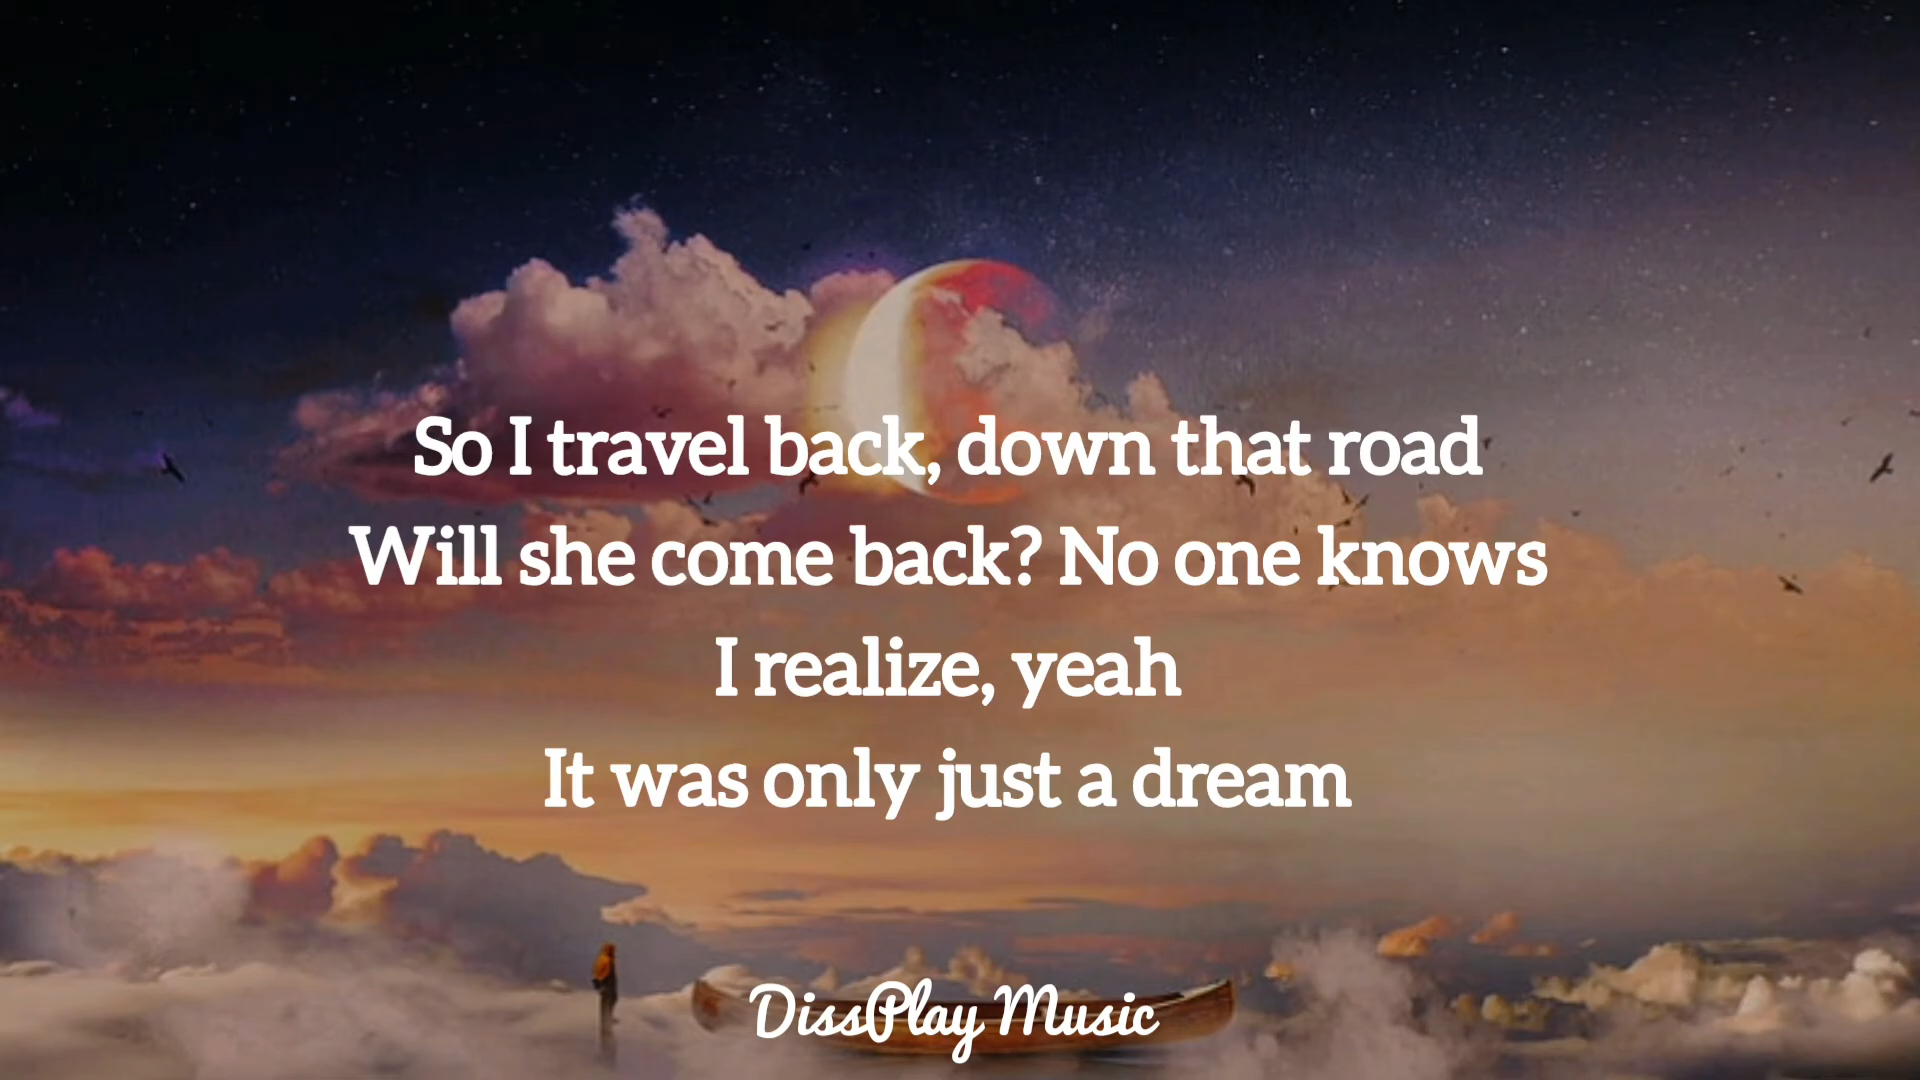 So I travel back, down that road
Will she come back? No one knows
I realize, yeah
It was only just a dream
DissPlay Music